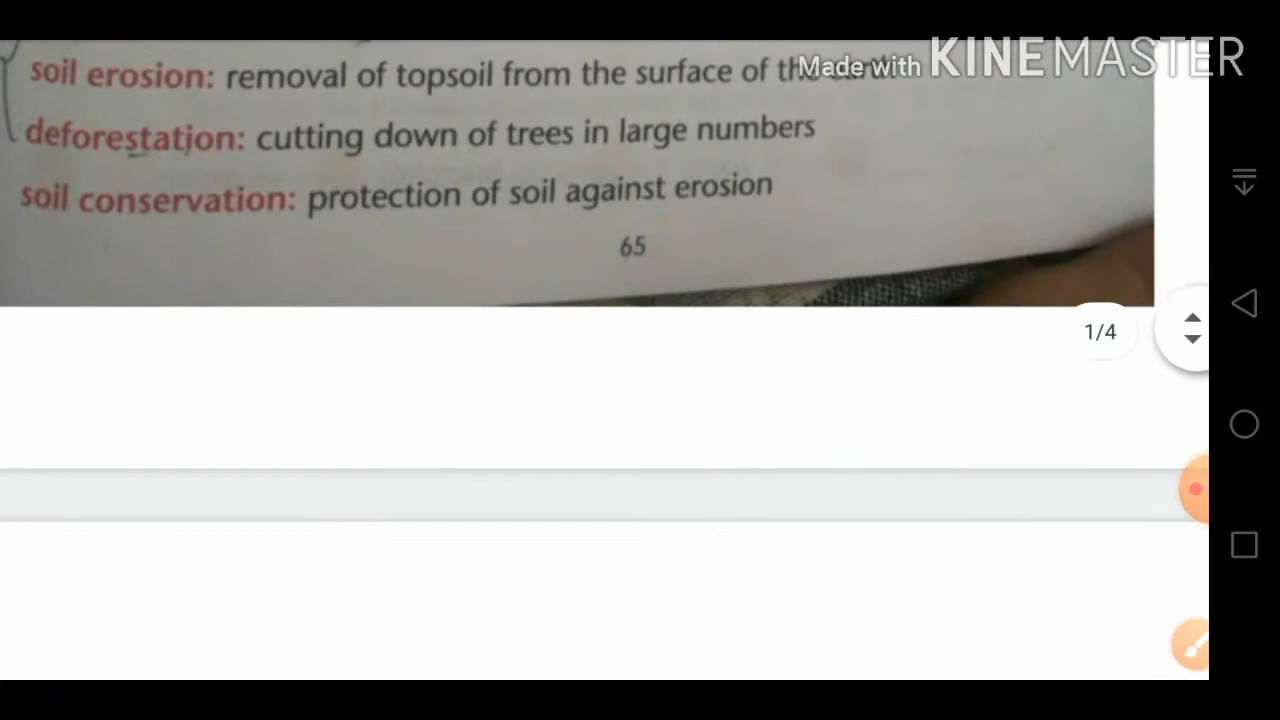 soil erosion: removal of topsoil from the surface of the
Made with KINEMASTER
deforestation: cutting down of trees in large numbers
soil conservation: protection of soil against erosion
65
1/4